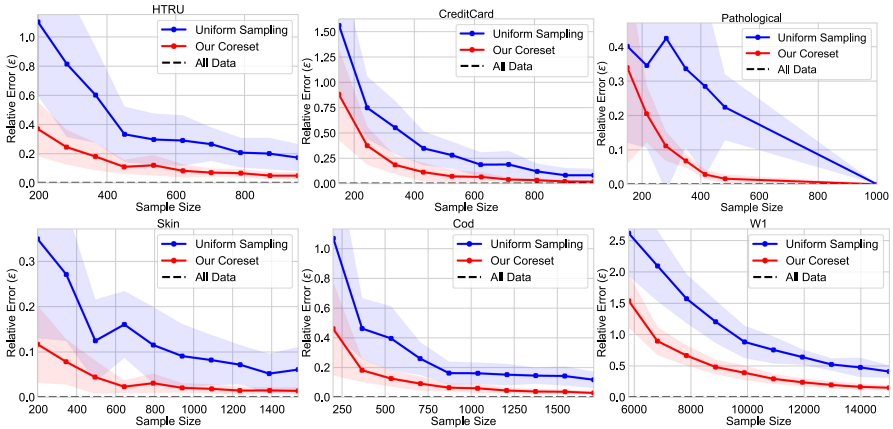 HTRU
Relative Error (ε)
1.0
0.8
0.6
0.4
0.2
0.0
200 400 600 800
Sample Size
Uniform Sampling
Our Coreset
All Data
CreditCard
Relative Error (ε)
1.50
1.25
1.00
0.75
0.50
0.25
0.00
200 400 600 800
Sample Size
Uniform Sampling
Our Coreset
All Data
Pathological
Relative Error (ε)
0.4
0.3
0.2
0.1
0.0
200 400 600 800 1000
Sample Size
Uniform Sampling
Our Coreset
All Data
Skin
Relative Error (ε)
0.3
0.2
0.1
0.0
200 400 600 800 1000 1200 1400
Sample Size
Uniform Sampling
Our Coreset
All Data
Cod
Relative Error (ε)
1.0
0.8
0.6
0.4
0.2
0.0
250 500 750 1000 1250 1500
Sample Size
Uniform Sampling
Our Coreset
All Data
W1
Relative Error (ε)
2.5
2.0
1.5
1.0
0.5
0.0
6000 8000 10000 12000 14000
Sample Size
Uniform Sampling
Our Coreset
All Data